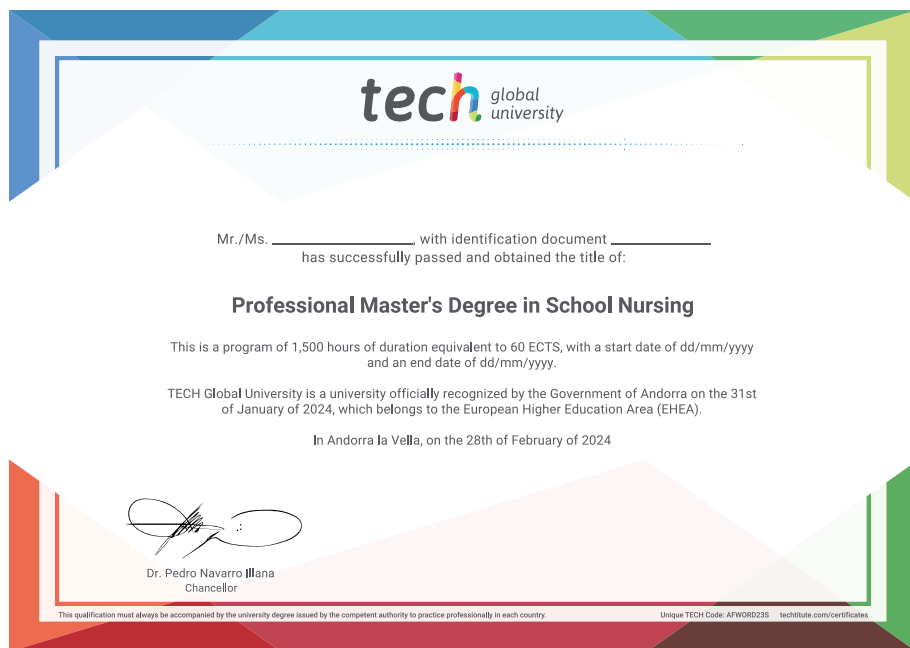 tech global
university
Mr./Ms. , with identification document
has successfully passed and obtained the title of:
Professional Master's Degree in School Nursing
This is a program of 1,500 hours of duration equivalent to 60 ECTS, with a start date of dd/mm/yyyy
and an end date of dd/mm/yyyy.
TECH Global University is a university officially recognized by the Government of Andorra on the 31st
of January of 2024, which belongs to the European Higher Education Area (EHEA).
In Andorra la Vella, on the 28th of February of 2024
Dr. Pedro Navarro Illana
Chancellor
This qualification must always be accompanied by the university degree issued by the competent authority to practice professionally in each country. Unique TECH Code: AFWORD23S techtitute.com/certificates